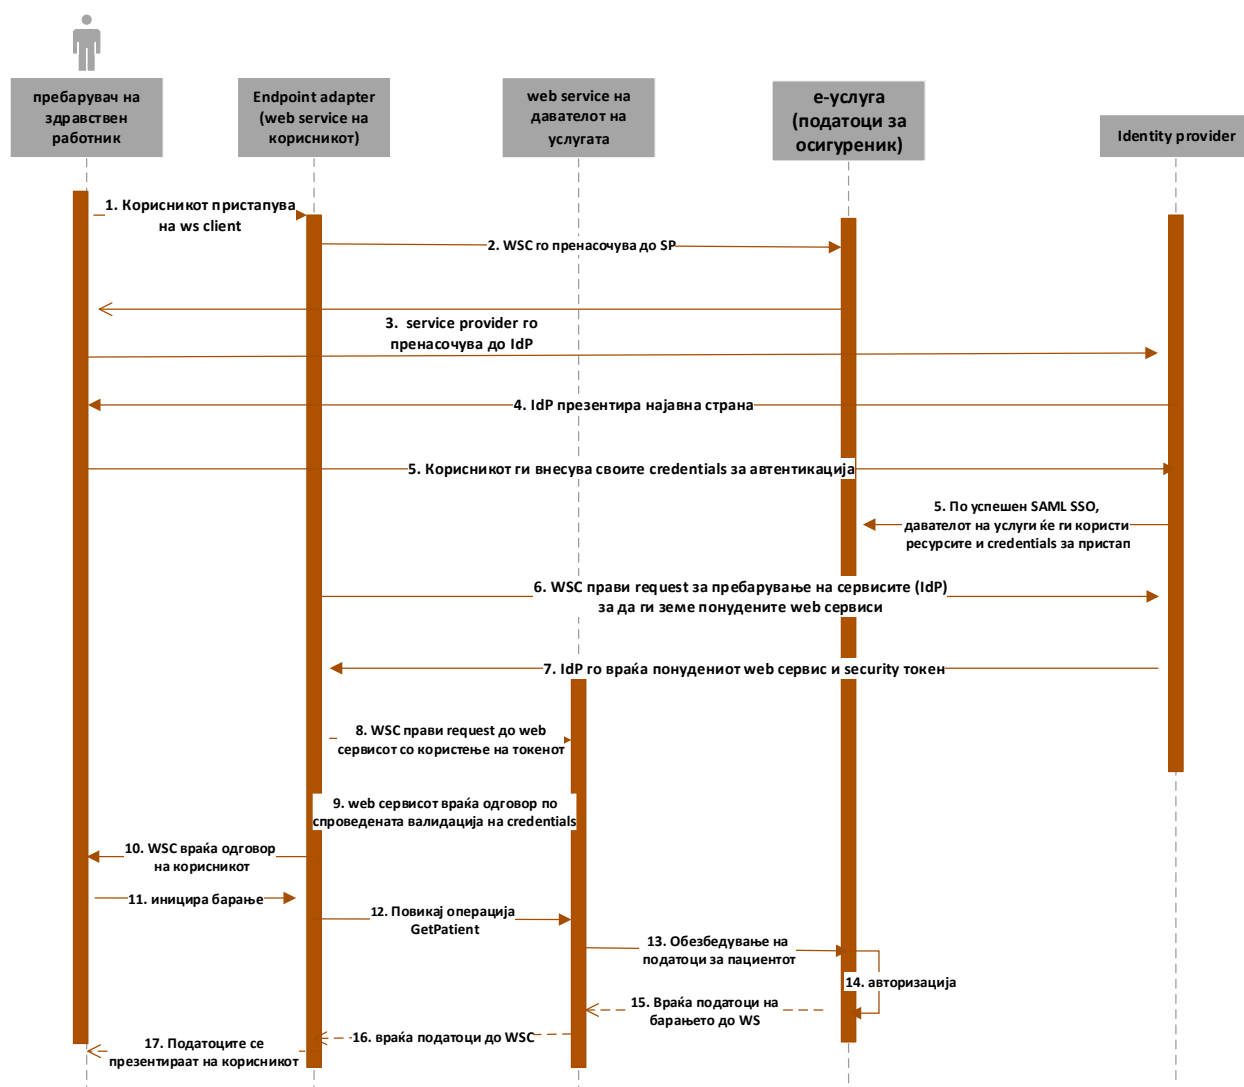 пребарувач на
здравствен
работник
Endpoint adapter
(web service на
корисникот)
web service на
давателот на
услугата
е-услуга
(податоци за
осигуреник)
Identity provider
1. Корисникот пристапува
на ws client
2. WSC го пренасочува до SP
3. service provider го
пренасочува до IdP
4. IdP презентира најавна страна
5. Корисникот ги внесува своите credentials за автентикација
5. По успешен SAML SSO,
давателот на услуги ќе ги користи
ресурсите и credentials за пристап
6. WSC прави request за пребарување на сервисите (IdP)
за да ги земе понудените web сервиси
7. IdP го враќа понудениот web сервис и security токен
8. WSC прави request до web
сервисот со користење на токенот
9. web сервисот враќа одговор по
спроведената валидација на credentials
10. WSC враќа одговор
на корисникот
11. иницира барање
12. Повикај операција
GetPatient
13. Обезбедување на
податоци за пациентот
14. авторизација
15. Враќа податоци на
барањето до WS
16. враќа податоци до WSC
17. Податоците се
презентираат на корисникот